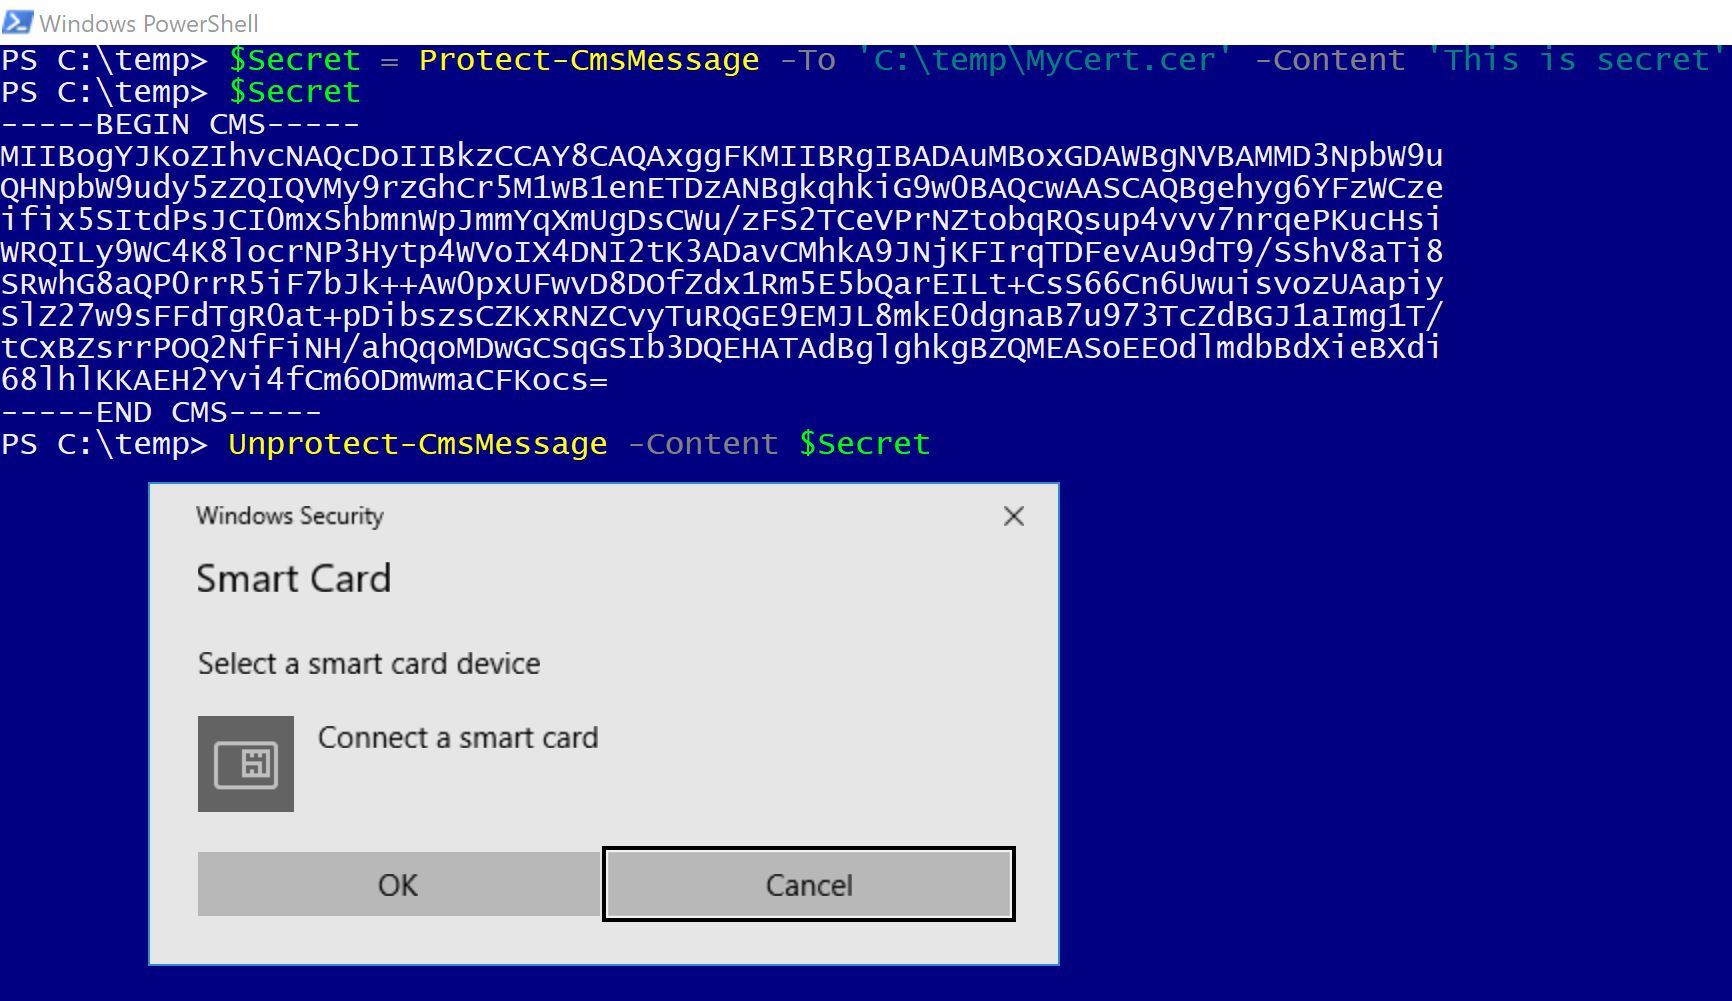 Windows PowerShell
PS C:\temp> $Secret = Protect-CmsMessage -To 'C:\temp\MyCert.cer' -Content 'This is secret'
PS C:\temp> $Secret
-----BEGIN CMS-----
MIIBogYJKoZIhvcNAQcDoIIBkzCCAY8CAQAxggFKMIIBRgIBADAuMBoxGDAWBgNVBAMMD3NpbW9u
QHNpbW9udy5zZQIQVMy9rzGhCr5M1wB1enETDzANBgkqhkiG9w0BAQcwAASCAQBgehyg6YFzWCze
ifix5SItdPsJCI0mxShbmnWpJmmYqXmUgDsCWu/zFS2TCeVPrNZtobqRQsup4vvv7nrqePKucHsi
WRQILy9WC4K8locrNP3Hytp4WVoIX4DNI2tK3ADavCMhkA9JNjKFIrqTDFevAu9dT9/SShV8aTi8
SRwhG8aQP0rrR5iF7bJk++Aw0pxUFwvD8DOfZdx1Rm5E5bQarEILt+CsS66Cn6UwuisvozUAapiy
SlZ27w9sFFdTgR0at+pDibszsCZKxRNZCvyTuRQGE9EMJL8mkE0dgnaB7u973TcZdBGJ1aImg1T/
tCxBZsrrPOQ2NfFiNH/ahQqoMDwGCSqGSIb3DQEHATAdBglghkgBZQMEASoEEOdlmdbBdXieBXdi
68lhlKKAEH2Yvi4fCm6ODmwmaCFKocs=
-----END CMS-----
PS C:\temp> Unprotect-CmsMessage -Content $Secret
Windows Security
Smart Card
Select a smart card device
Connect a smart card
OK
Cancel